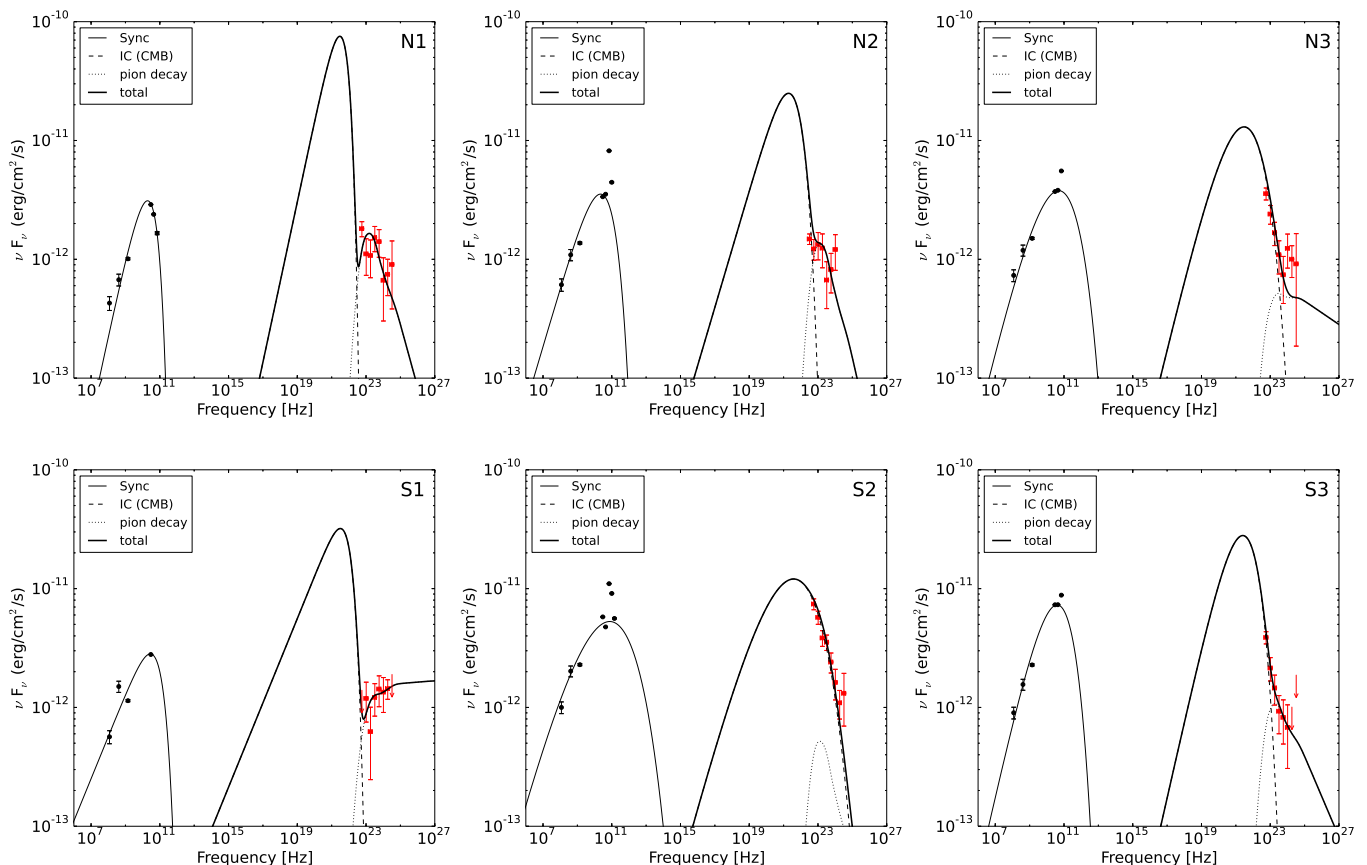 N1
10^-10
10^-11
10^-12
10^-13
ν F_ν (erg/cm²/s)
Sync
IC (CMB)
pion decay
total
10^7 10^11 10^15 10^19 10^23 10^27
Frequency [Hz]
N2
10^-10
10^-11
10^-12
10^-13
ν F_ν (erg/cm²/s)
Sync
IC (CMB)
pion decay
total
10^7 10^11 10^15 10^19 10^23 10^27
Frequency [Hz]
N3
10^-10
10^-11
10^-12
10^-13
ν F_ν (erg/cm²/s)
Sync
IC (CMB)
pion decay
total
10^7 10^11 10^15 10^19 10^23 10^27
Frequency [Hz]
S1
10^-10
10^-11
10^-12
10^-13
ν F_ν (erg/cm²/s)
Sync
IC (CMB)
pion decay
total
10^7 10^11 10^15 10^19 10^23 10^27
Frequency [Hz]
S2
10^-10
10^-11
10^-12
10^-13
ν F_ν (erg/cm²/s)
Sync
IC (CMB)
pion decay
total
10^7 10^11 10^15 10^19 10^23 10^27
Frequency [Hz]
S3
10^-10
10^-11
10^-12
10^-13
ν F_ν (erg/cm²/s)
Sync
IC (CMB)
pion decay
total
10^7 10^11 10^15 10^19 10^23 10^27
Frequency [Hz]